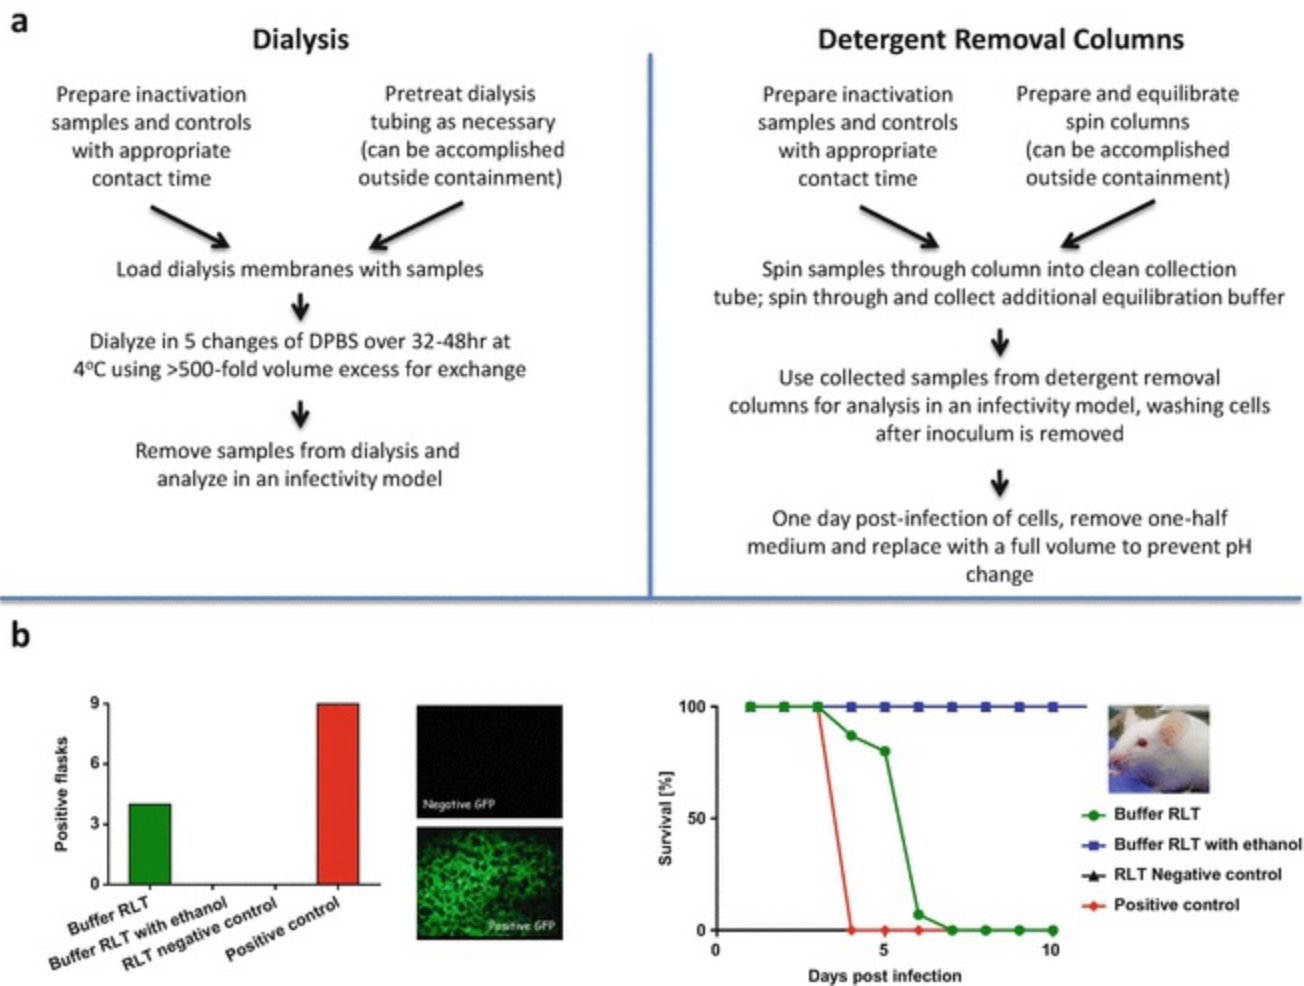 a
Dialysis
Prepare inactivation
samples and controls
with appropriate
contact time
Pretreat dialysis
tubing as necessary
(can be accomplished
outside containment)
Load dialysis membranes with samples
Dialyze in 5 changes of DPBS over 32-48hr at
4°C using >500-fold volume excess for exchange
Remove samples from dialysis and
analyze in an infectivity model
Detergent Removal Columns
Prepare inactivation
samples and controls
with appropriate
contact time
Prepare and equilibrate
spin columns
(can be accomplished
outside containment)
Spin samples through column into clean collection
tube; spin through and collect additional equilibration buffer
Use collected samples from detergent removal
columns for analysis in an infectivity model, washing cells
after inoculum is removed
One day post-infection of cells, remove one-half
medium and replace with a full volume to prevent pH
change
b
Positive flasks
9
6
3
0
Buffer RLT
Buffer RLT with ethanol
RLT negative control
Positive control
Negative GFP
Positive GFP
Survival [%]
100
50
0
0
5
10
Days post infection
Buffer RLT
Buffer RLT with ethanol
RLT Negative control
Positive control